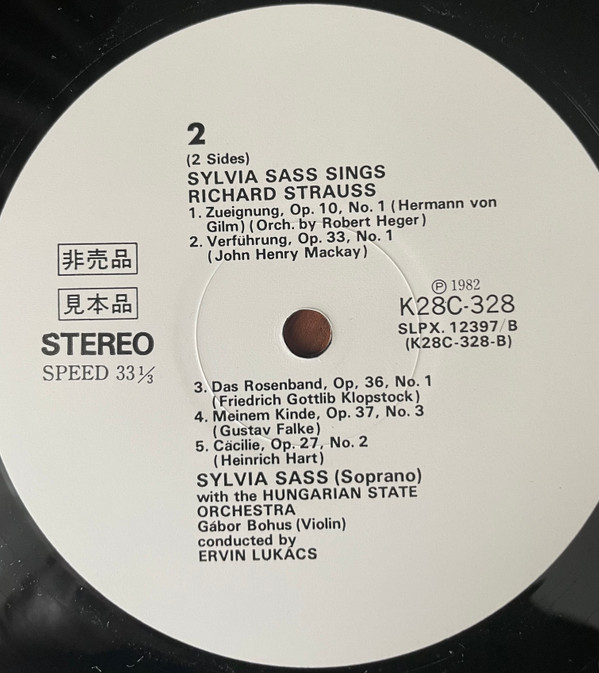 2
(2 Sides)
SYLVIA SASS SINGS
RICHARD STRAUSS
1. Zueignung, Op. 10, No. 1 (Hermann von
Gilm) (Orch. by Robert Heger)
2. Verführung, Op. 33, No. 1
(John Henry Mackay)
非売品
見本品
STEREO
SPEED 33⅓
Ⓟ 1982
K28C-328
SLPX. 12397/B
(K28C-328-B)
3. Das Rosenband, Op, 36, No. 1
(Friedrich Gottlib Klopstock)
4. Meinem Kinde, Op. 37, No. 3
(Gustav Falke)
5. Cäcilie, Op. 27, No. 2
(Heinrich Hart)
SYLVIA SASS (Soprano)
with the HUNGARIAN STATE
ORCHESTRA
Gábor Bohus (Violin)
conducted by
ERVIN LUKÁCS